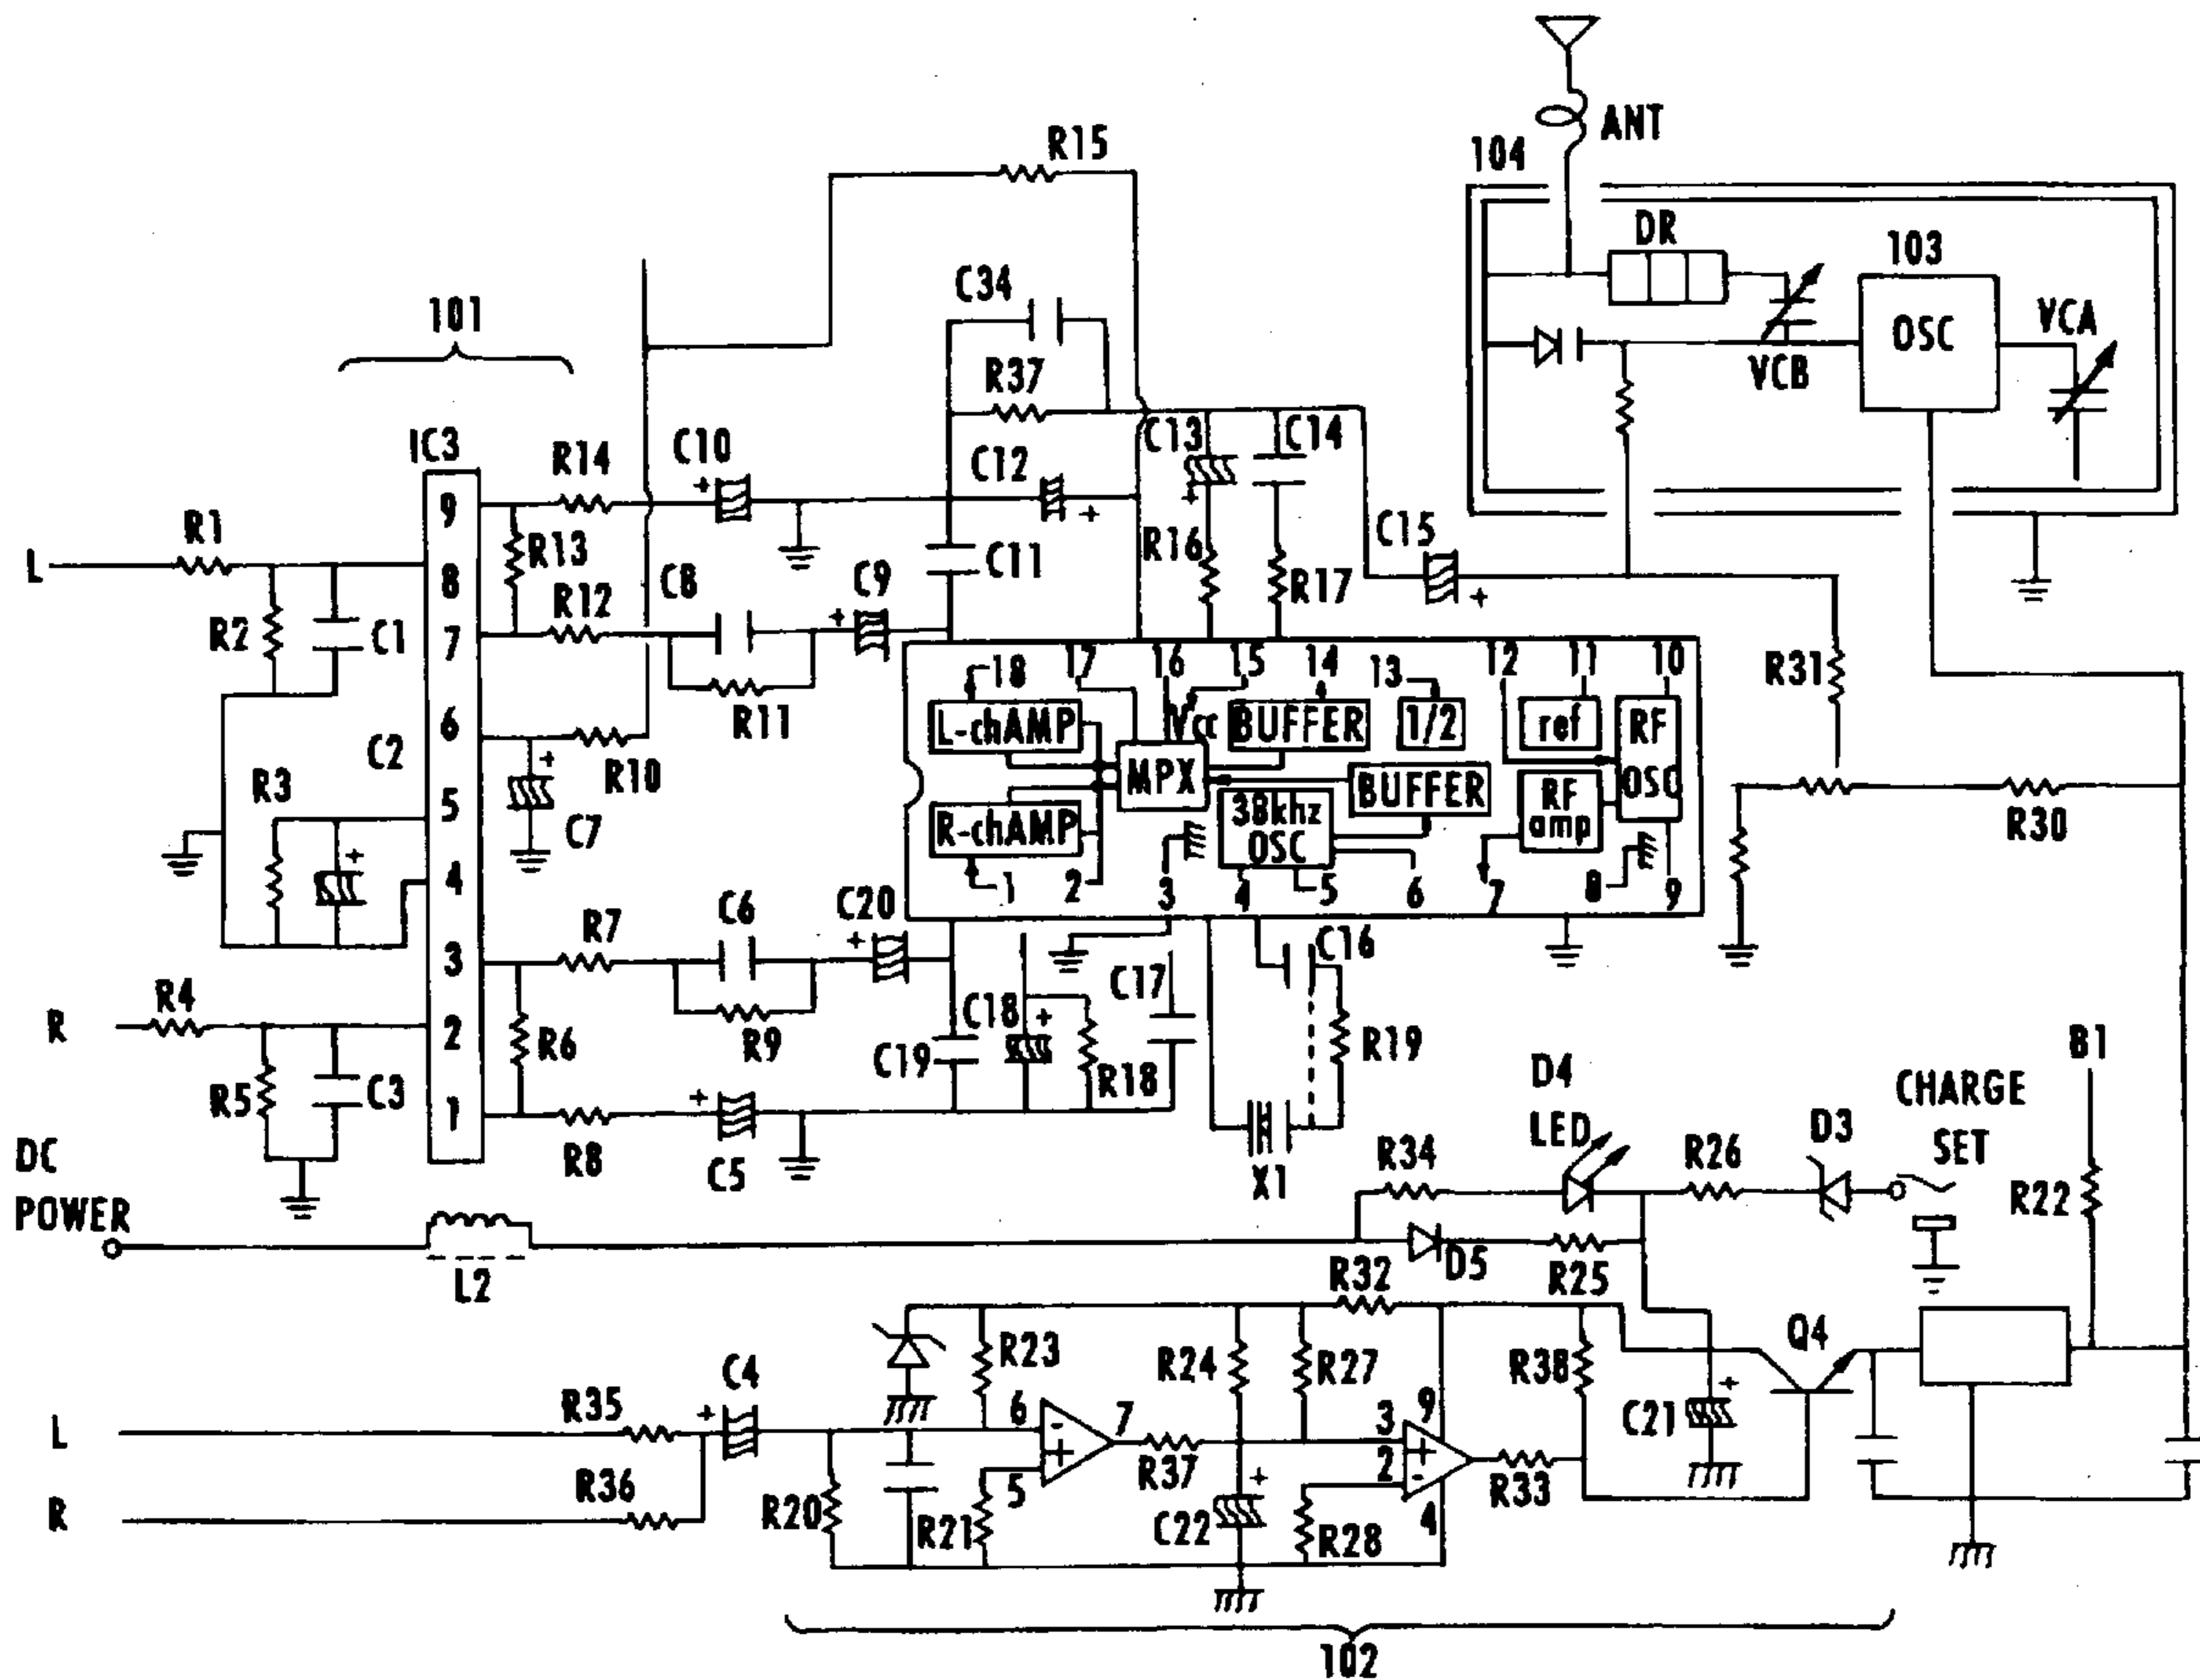 ANT
R15
104
DR
103
C34
101
OSC
VCA
R37
VCB
C13
C14
IC3
R14
C10
C12
9
+
+
+
R1
C15
R16
L
R13
C11
R17
+
8
C8
C9
R12
+
R2
C1
7
17
16
15
14
13
12
11
10
R31
18
R11
6
L-chAMP
Vcc
BUFFER
1/2
ref
RF
OSC
C2
+
R10
MPX
R3
BUFFER
5
C7
R-chAMP
38khz
OSC
RF
amp
R30
+
4
1
2
3
4
5
6
7
8
9
R7
C6
C20
+
3
C16
R4
C17
R
C18
+
2
R6
R9
C19
R18
R19
B1
R5
C3
D4
LED
CHARGE
SET
1
+
D3
R8
C5
X1
R34
R26
R22
DC
POWER
D5
R25
L2
R32
Q4
R23
R24
R27
R38
C4
+
+
R35
6
-
7
3
9
C21
L
+
+
5
R37
2
-
R33
R36
+
R20
R21
C22
R28
4
R
102